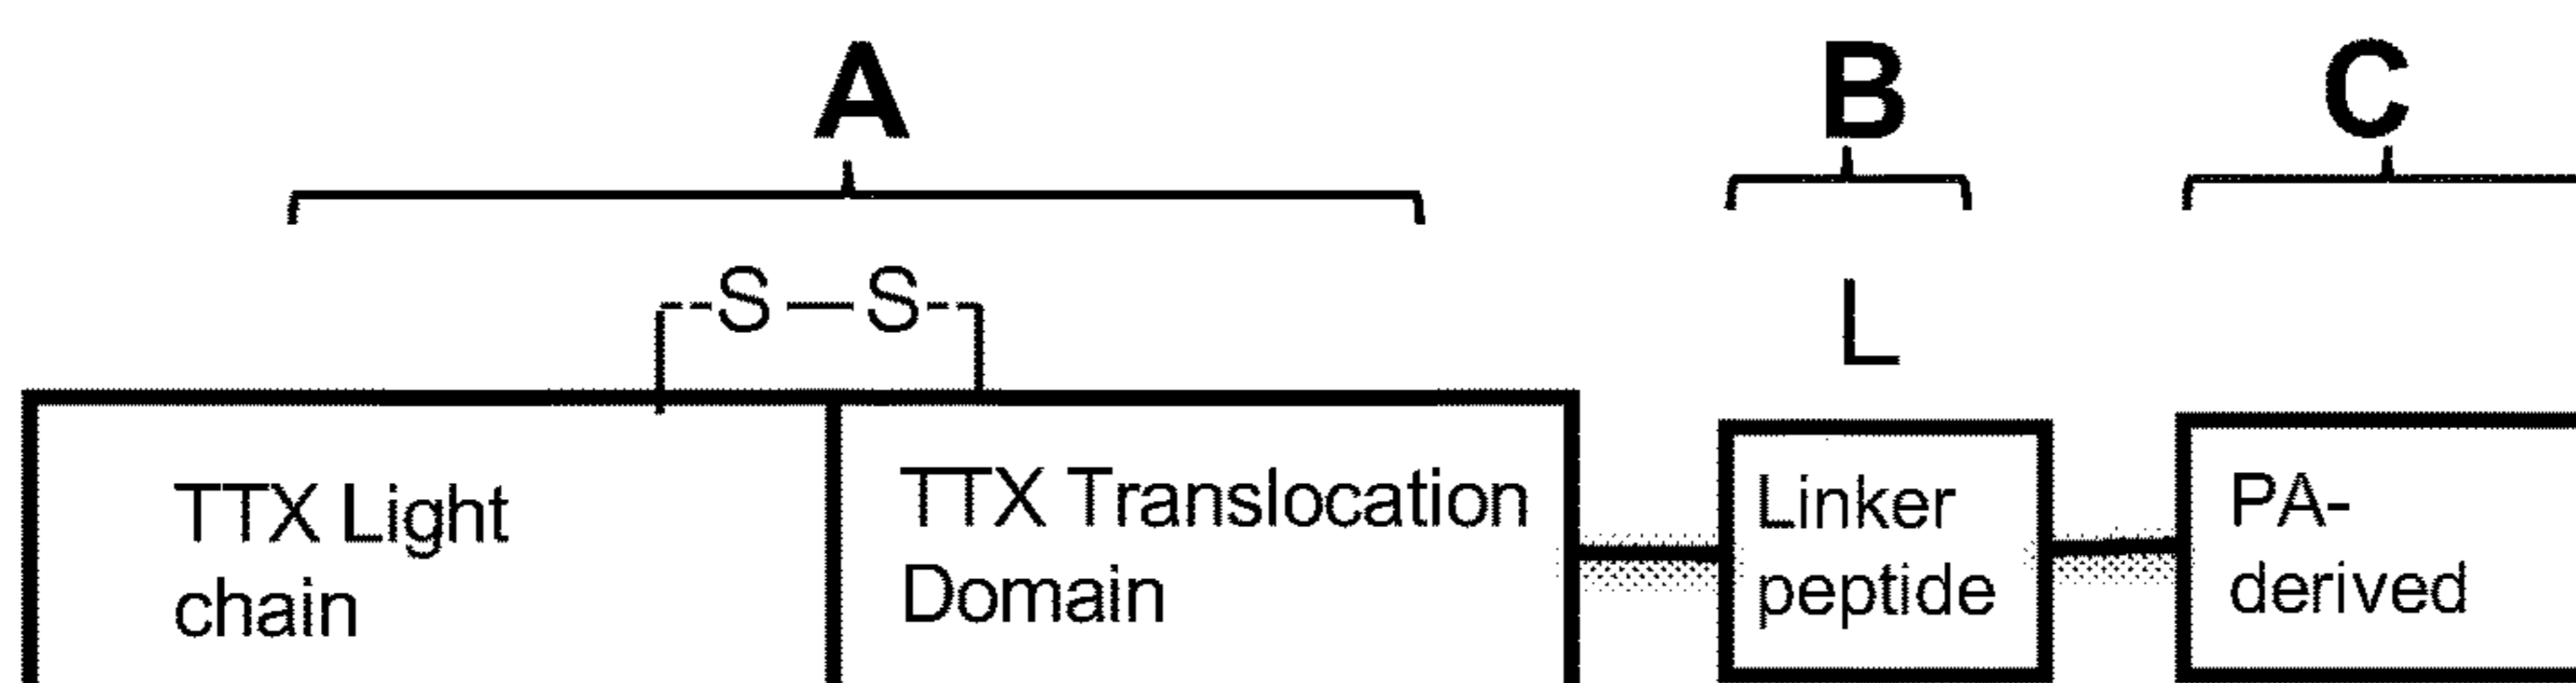 A B C
S — S
L
TTX Light chain
TTX Translocation Domain
Linker peptide
PA-derived